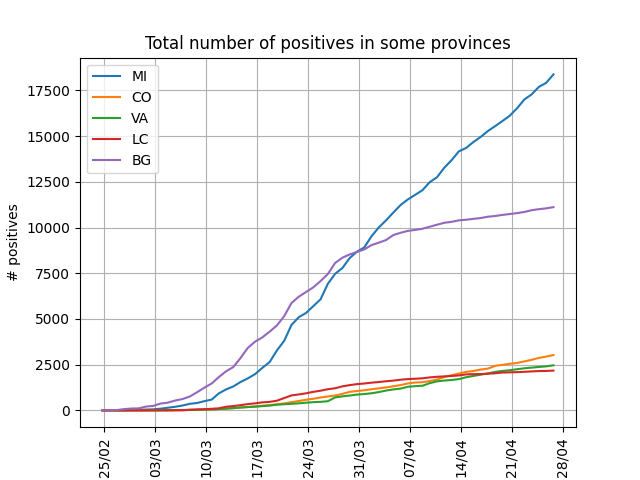 Total number of positives in some provinces
MI
CO
VA
LC
BG
# positives
17500
15000
12500
10000
7500
5000
2500
0
25/02
03/03
10/03
17/03
24/03
31/03
07/04
14/04
21/04
28/04